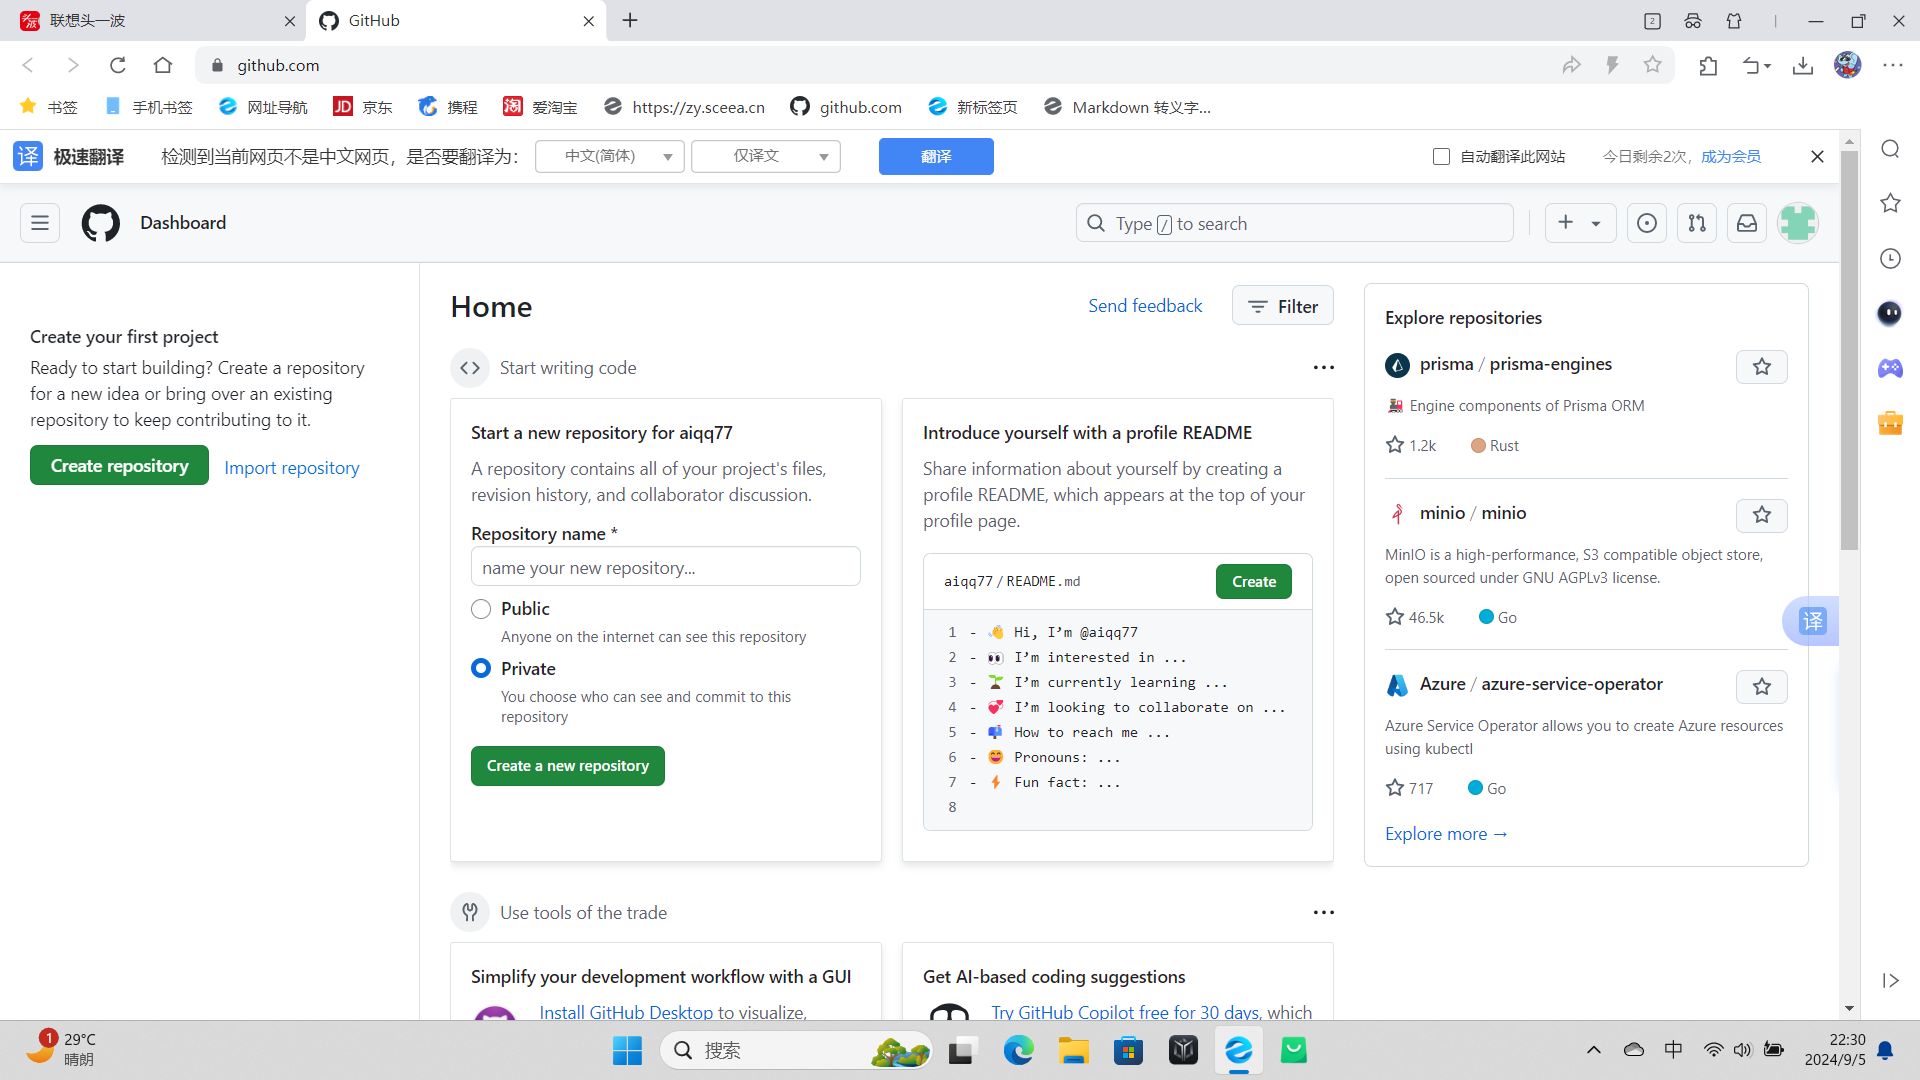 联想头一波
GitHub
2
github.com
书签
手机书签
网址导航
京东
携程
爱淘宝
https://zy.sceea.cn
github.com
新标签页
Markdown 转义字...
译 极速翻译
检测到当前网页不是中文网页，是否要翻译为：
中文(简体)
仅译文
翻译
自动翻译此网站
今日剩余2次，成为会员
Dashboard
Type / to search
Create your first project
Ready to start building? Create a repository
for a new idea or bring over an existing
repository to keep contributing to it.
Create repository
Import repository
Home
Send feedback
Filter
Start writing code
Start a new repository for aiqq77
A repository contains all of your project's files,
revision history, and collaborator discussion.
Repository name *
name your new repository...
Public
Anyone on the internet can see this repository
Private
You choose who can see and commit to this
repository
Create a new repository
Introduce yourself with a profile README
Share information about yourself by creating a
profile README, which appears at the top of your
profile page.
aiqq77 / README.md
Create
1 - 👋 Hi, I’m @aiqq77
2 - 👀 I’m interested in ...
3 - 🌱 I’m currently learning ...
4 - 💞️ I’m looking to collaborate on ...
5 - 📫 How to reach me ...
6 - 😄 Pronouns: ...
7 - ⚡ Fun fact: ...
8
Use tools of the trade
Simplify your development workflow with a GUI
Install GitHub Desktop to visualize,
Get AI-based coding suggestions
Try GitHub Copilot free for 30 days, which
Explore repositories
prisma / prisma-engines
🚂 Engine components of Prisma ORM
1.2k
Rust
minio / minio
MinIO is a high-performance, S3 compatible object store,
open sourced under GNU AGPLv3 license.
46.5k
Go
译
Azure / azure-service-operator
Azure Service Operator allows you to create Azure resources
using kubectl
717
Go
Explore more →
1
29°C
晴朗
搜索
中
22:30
2024/9/5